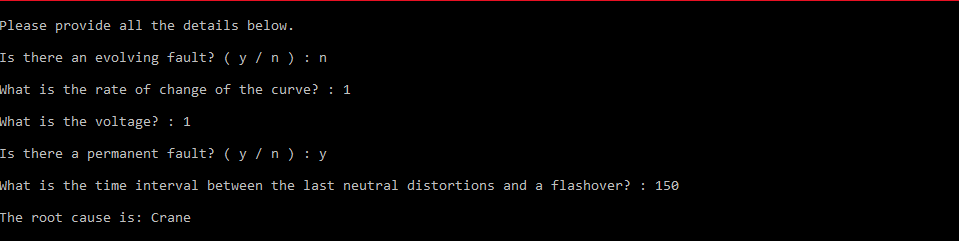 Please provide all the details below.
Is there an evolving fault? ( y / n ) : n
What is the rate of change of the curve? : 1
What is the voltage? : 1
Is there a permanent fault? ( y / n ) : y
What is the time interval between the last neutral distortions and a flashover? : 150
The root cause is: Crane